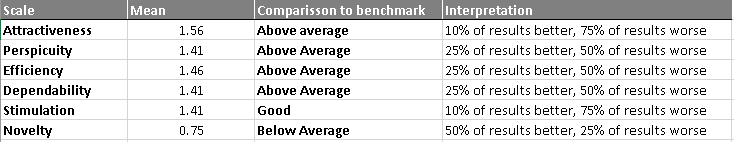 Scale Mean Comparisson to benchmark Interpretation
Attractiveness 1.56 Above average 10% of results better, 75% of results worse
Perspicuity 1.41 Above Average 25% of results better, 50% of results worse
Efficiency 1.46 Above Average 25% of results better, 50% of results worse
Dependability 1.41 Above Average 25% of results better, 50% of results worse
Stimulation 1.41 Good 10% of results better, 75% of results worse
Novelty 0.75 Below Average 50% of results better, 25% of results worse